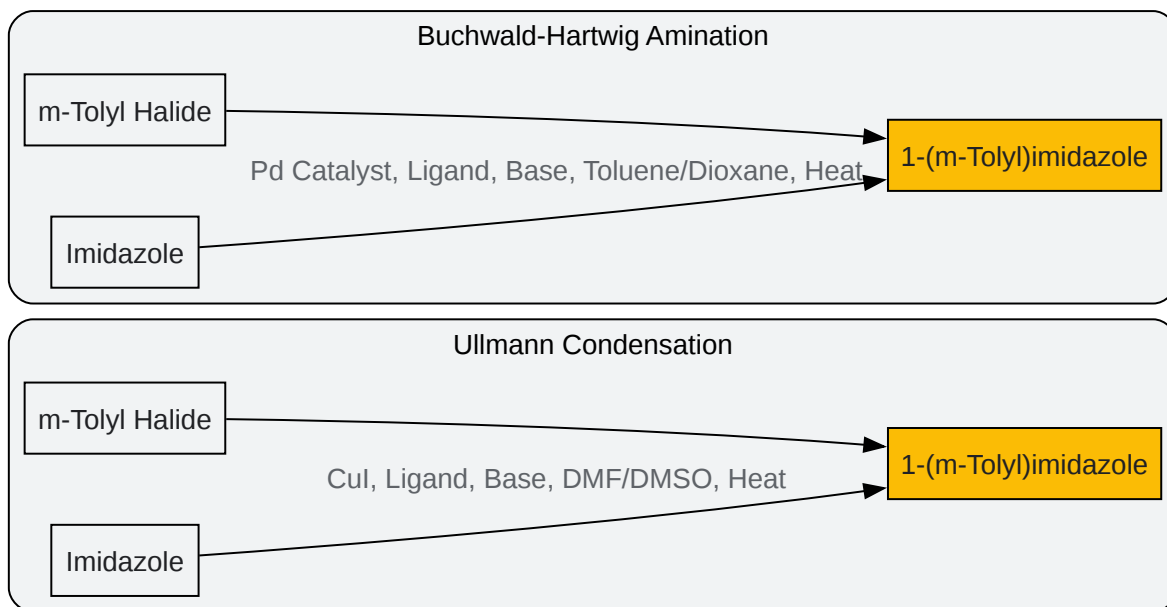 Buchwald-Hartwig Amination
m-Tolyl Halide
Pd Catalyst, Ligand, Base, Toluene/Dioxane, Heat
1-(m-Tolyl)imidazole
Imidazole
Ullmann Condensation
m-Tolyl Halide
CuI, Ligand, Base, DMF/DMSO, Heat
1-(m-Tolyl)imidazole
Imidazole